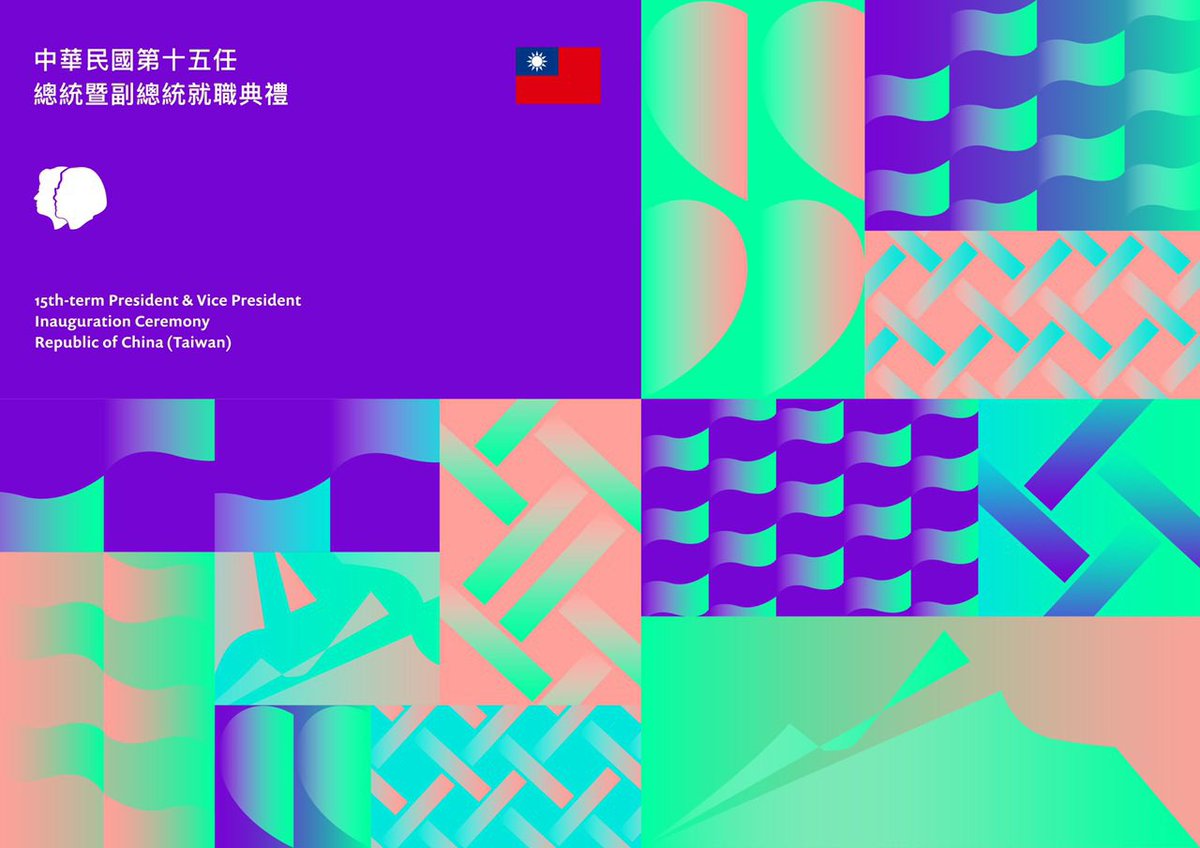 中華民國第十五任
總統暨副總統就職典禮
15th-term President & Vice President
Inauguration Ceremony
Republic of China (Taiwan)